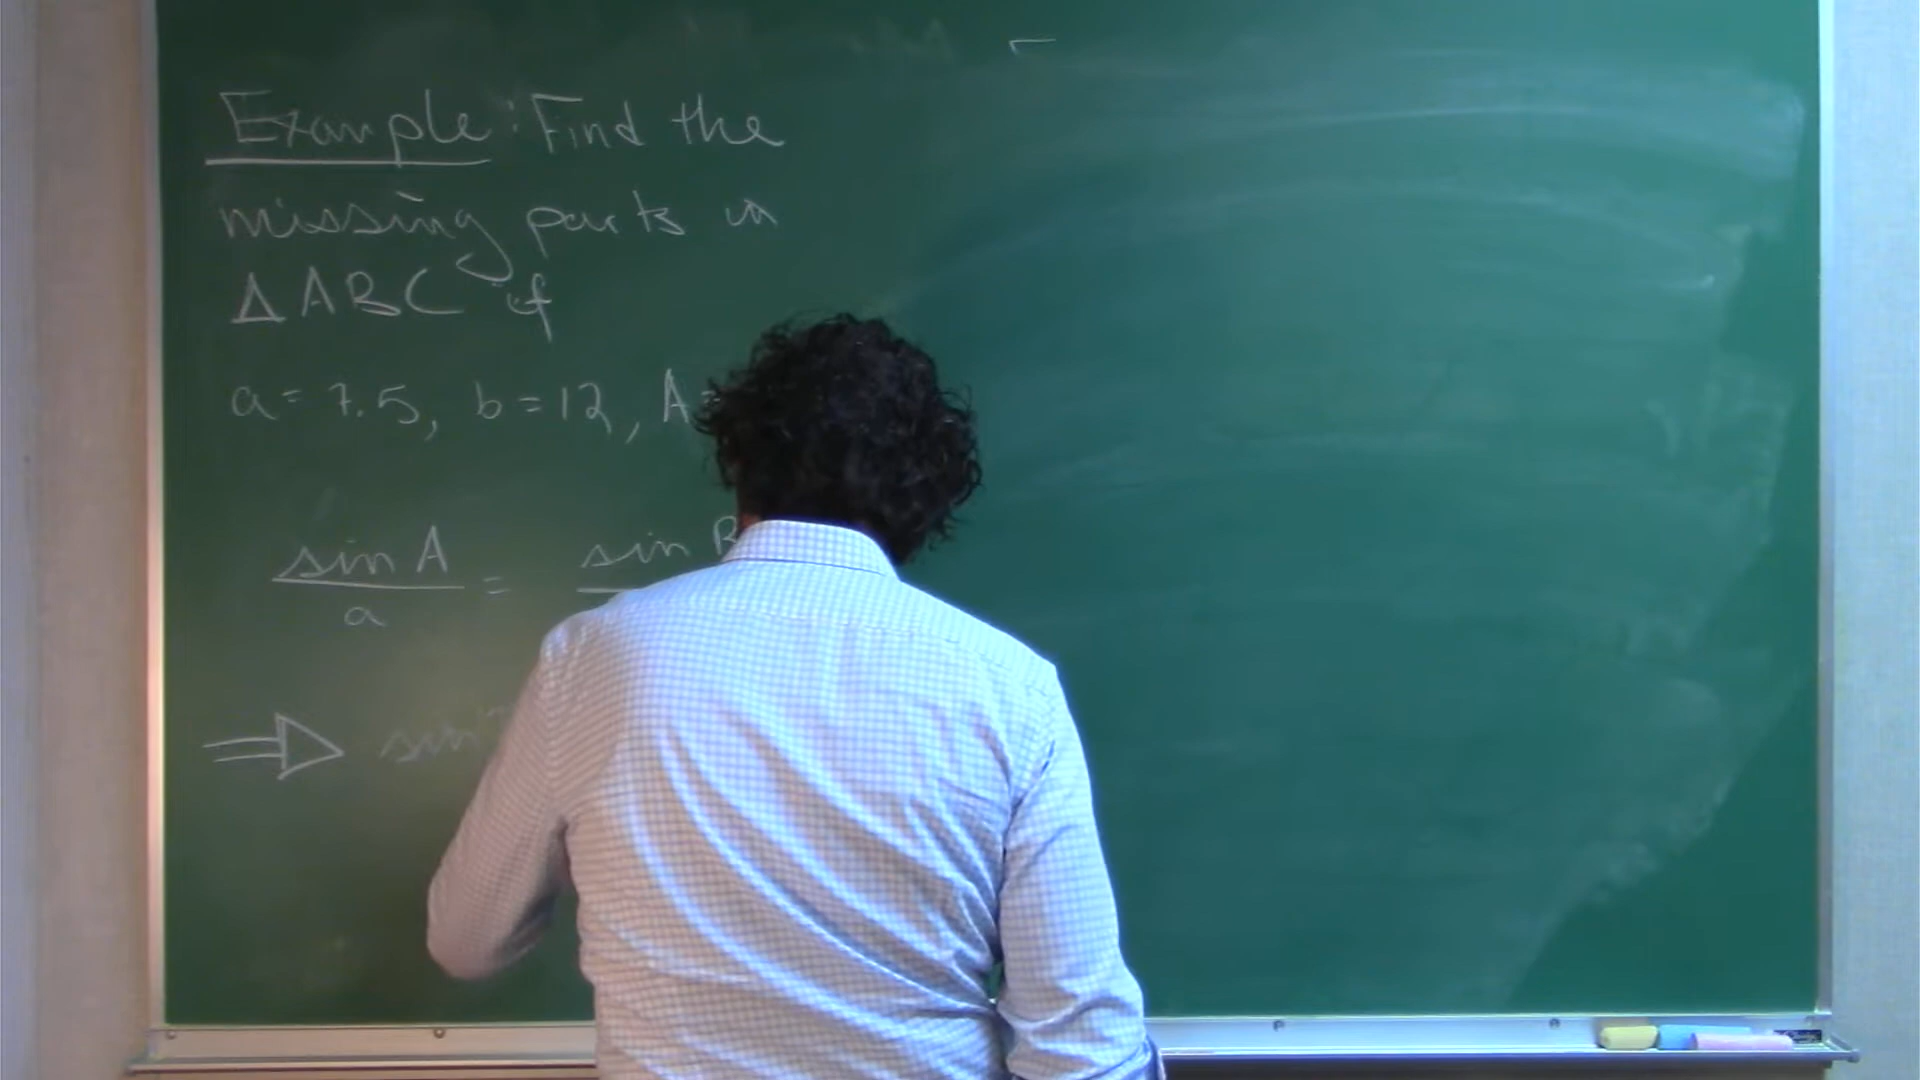 Example: Find the
missing parts in
ΔABC if
a = 7.5, b = 12, A =
sin A / a = sin B
⇒ sin